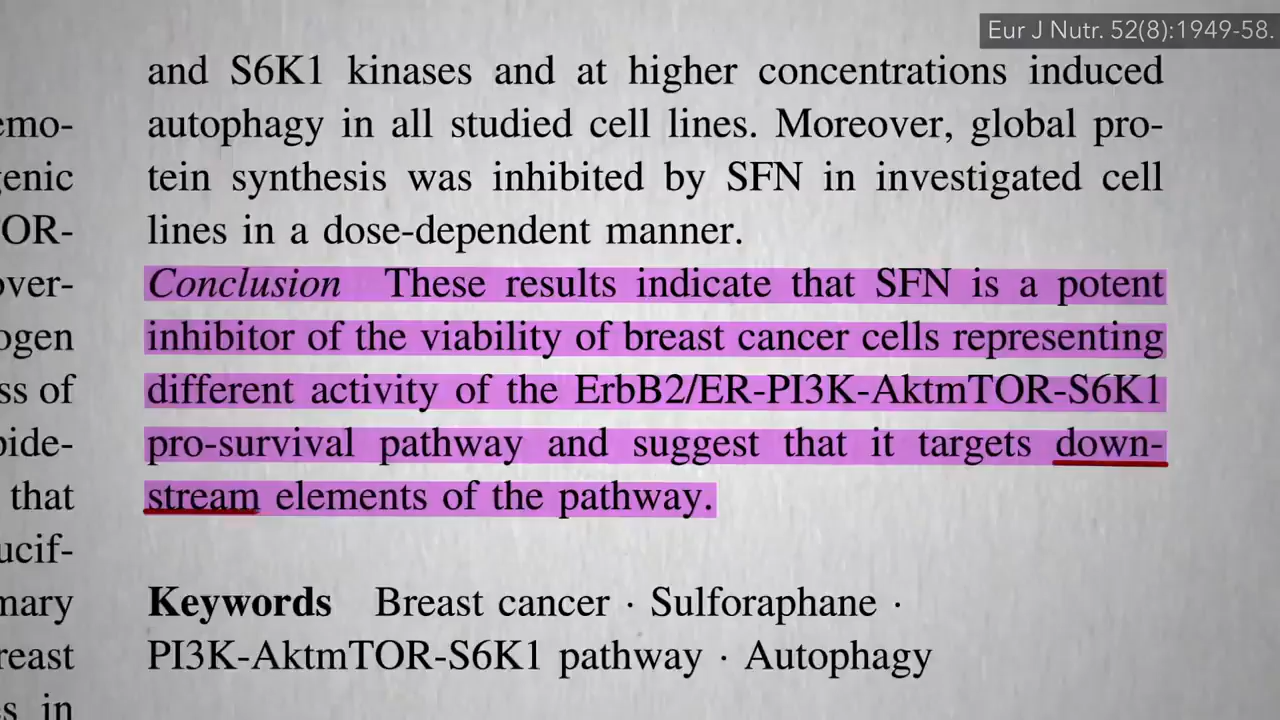 Eur J Nutr. 52(8):1949-58.
and S6K1 kinases and at higher concentrations induced
autophagy in all studied cell lines. Moreover, global pro-
tein synthesis was inhibited by SFN in investigated cell
lines in a dose-dependent manner.
Conclusion These results indicate that SFN is a potent
inhibitor of the viability of breast cancer cells representing
different activity of the ErbB2/ER-PI3K-AktmTOR-S6K1
pro-survival pathway and suggest that it targets down-
stream elements of the pathway.
Keywords Breast cancer · Sulforaphane ·
PI3K-AktmTOR-S6K1 pathway · Autophagy
emo-
genic
OR-
over-
ogen
ss of
pide-
that
ucif-
mary
reast
s in